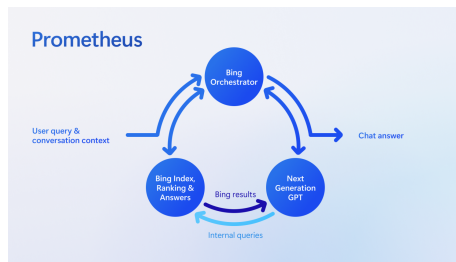 Prometheus
Bing
Orchestrator
User query &
conversation context
Chat answer
Bing Index,
Ranking &
Answers
Bing results
Next
Generation
GPT
Internal queries